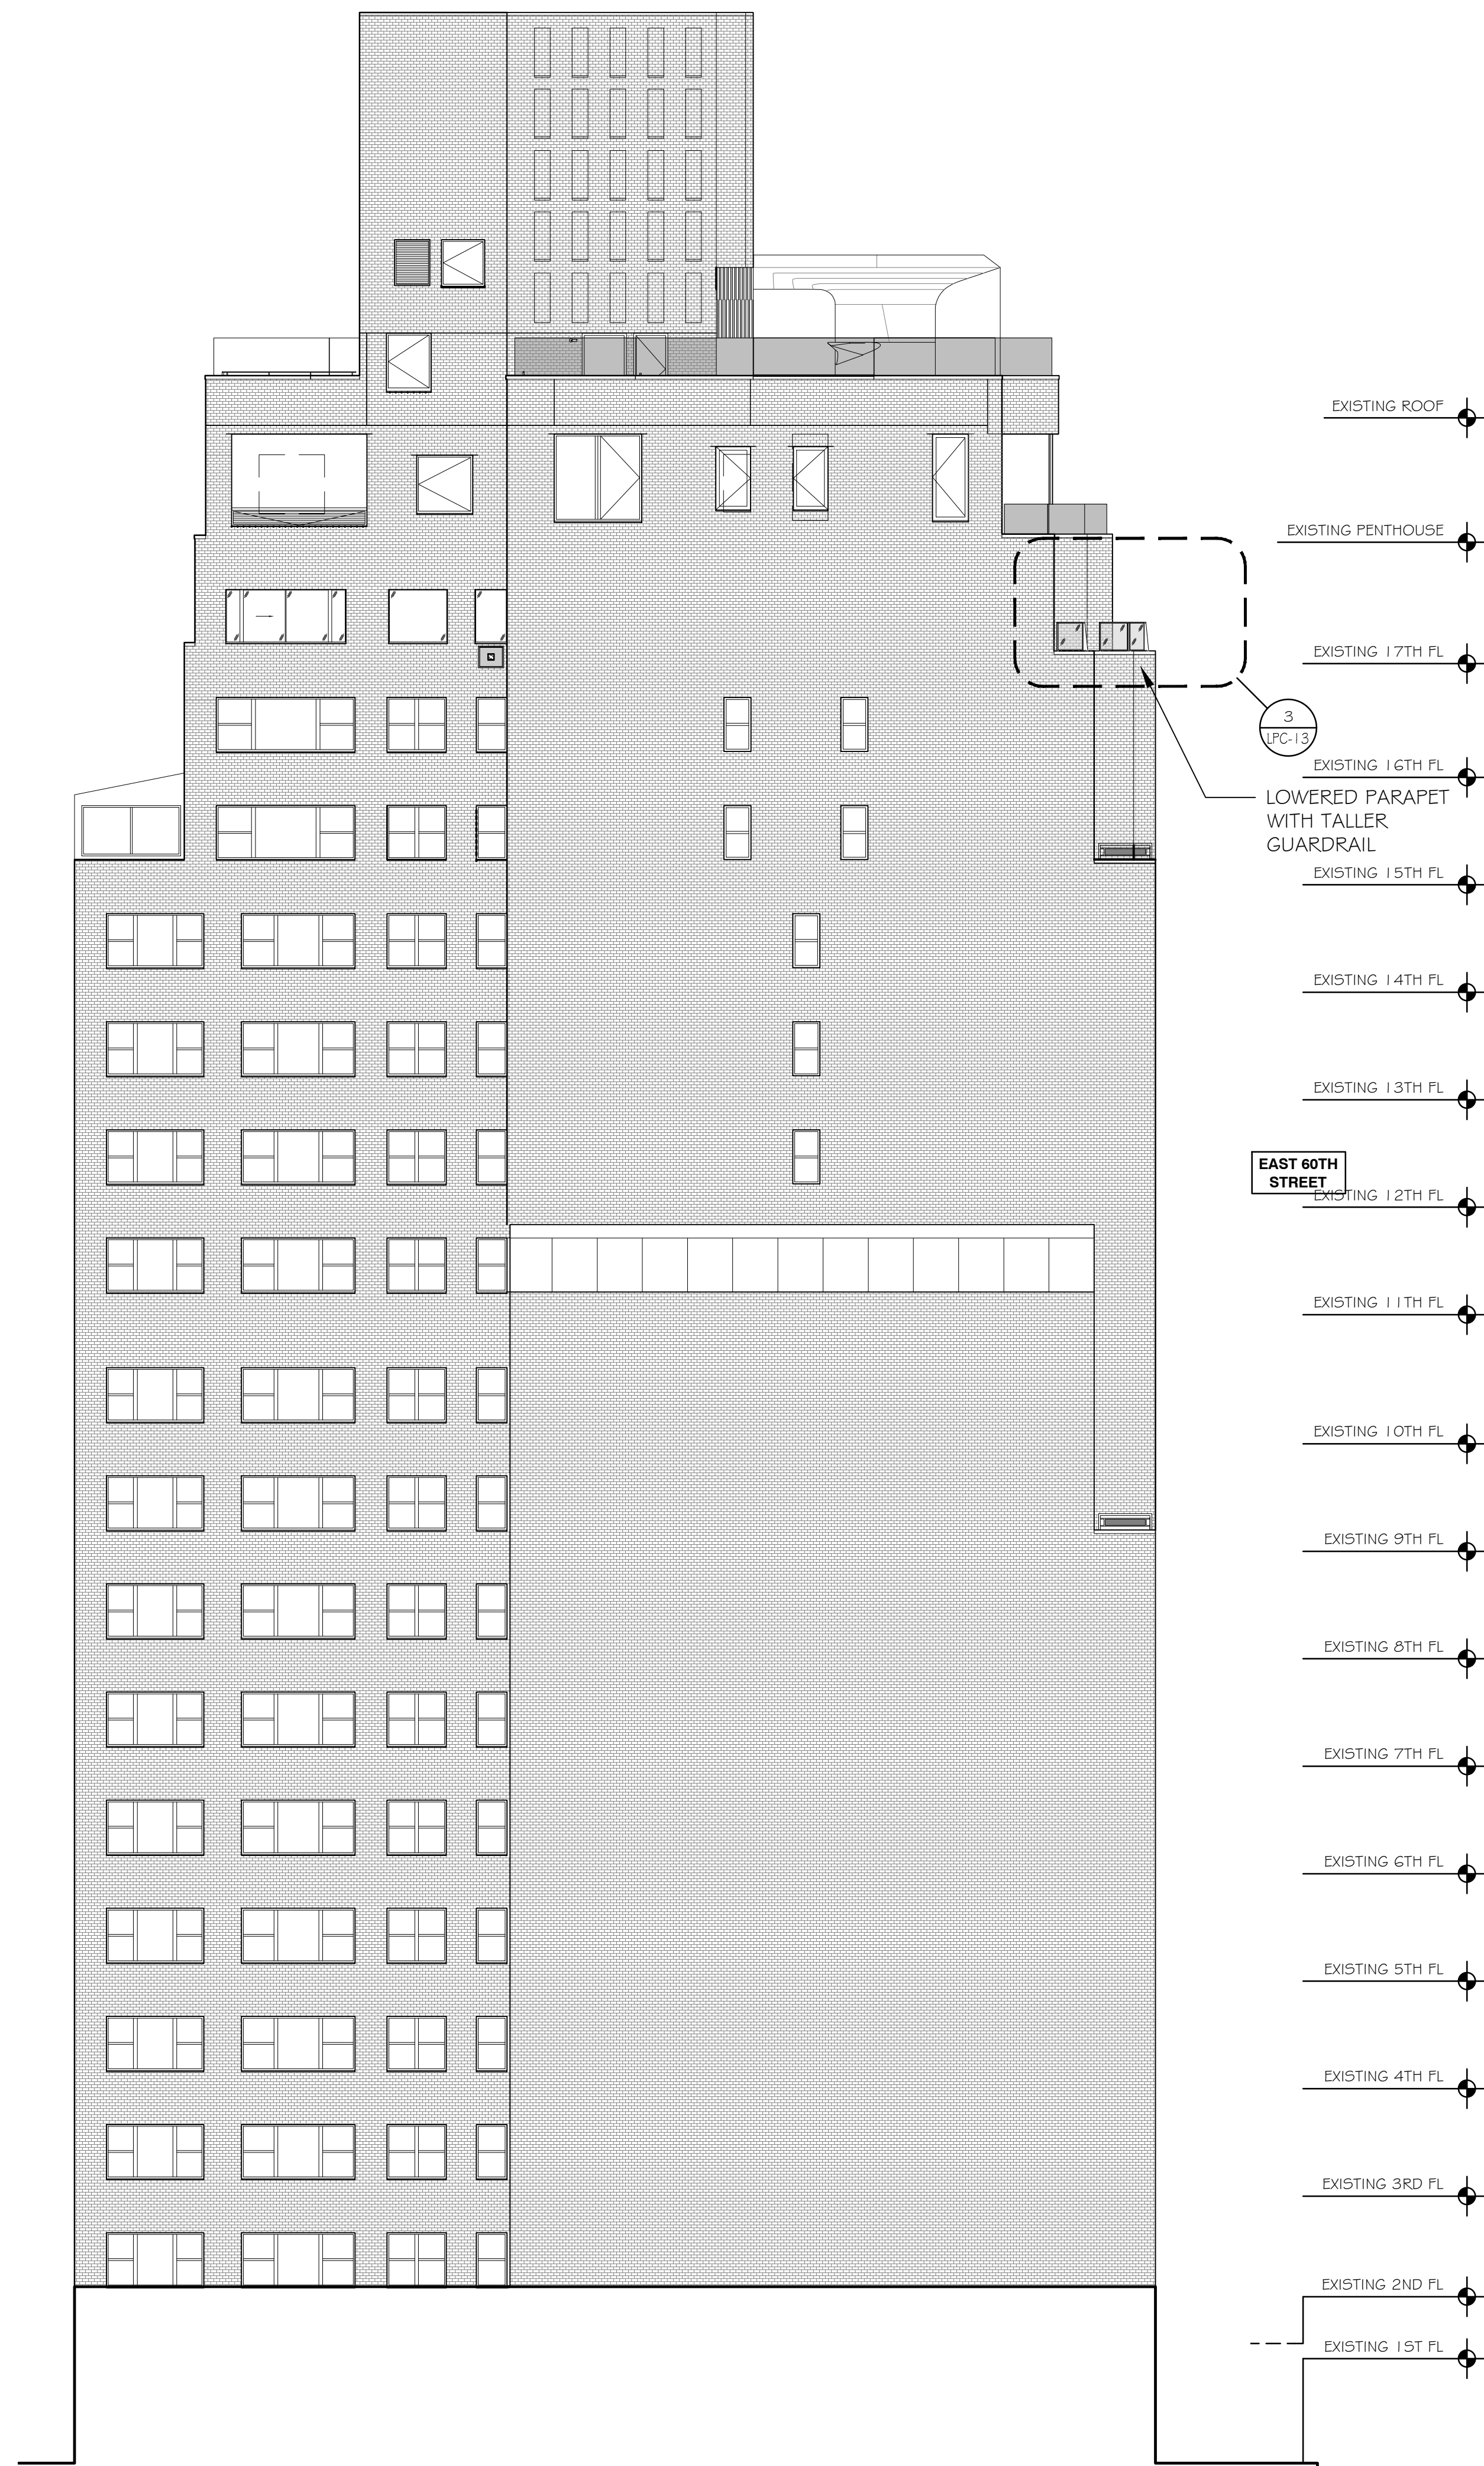 EXISTING ROOF
EXISTING PENTHOUSE
EXISTING 17TH FL
3
LPC-13
EXISTING 16TH FL
LOWERED PARAPET
WITH TALLER
GUARDRAIL
EXISTING 15TH FL
EXISTING 14TH FL
EXISTING 13TH FL
EAST 60TH
STREET
EXISTING 12TH FL
EXISTING 11TH FL
EXISTING 10TH FL
EXISTING 9TH FL
EXISTING 8TH FL
EXISTING 7TH FL
EXISTING 6TH FL
EXISTING 5TH FL
EXISTING 4TH FL
EXISTING 3RD FL
EXISTING 2ND FL
EXISTING 1ST FL